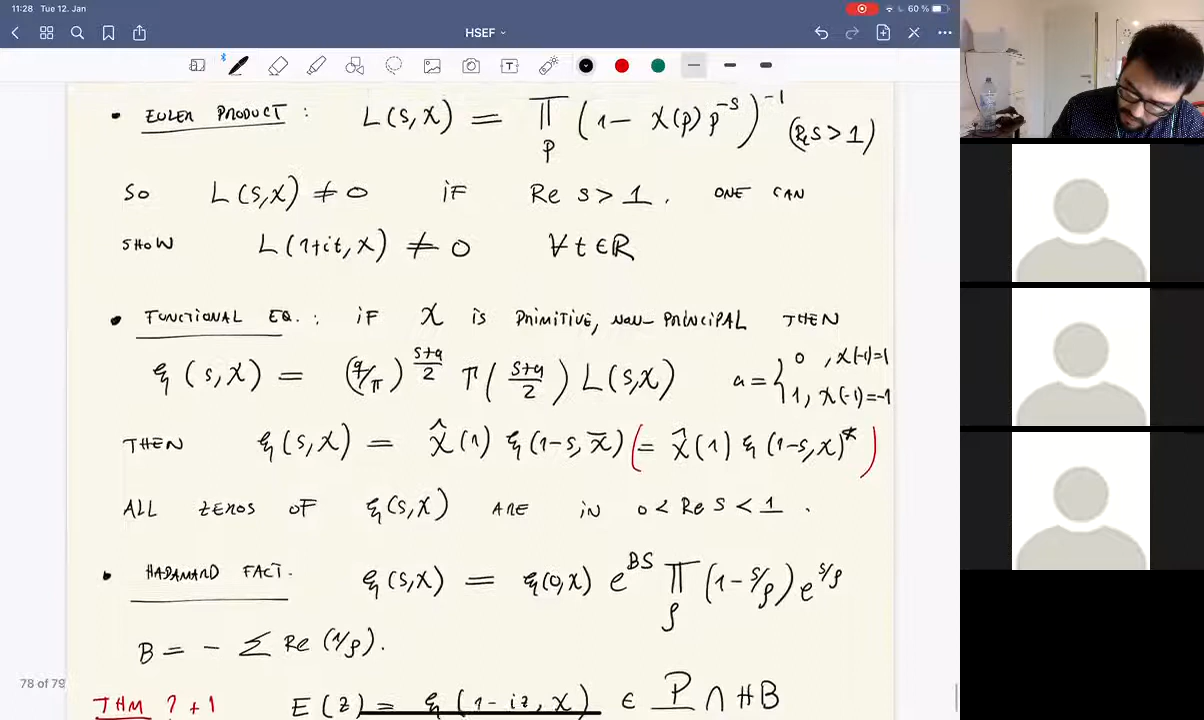 11:28 Tue 12. Jan
60 %
HSEF
• EULER PRODUCT : L(s,χ) = ∏_p (1 - χ(p) p^{-s})^{-1} (Re s > 1)
SO L(s,χ) ≠ 0 IF Re s > 1. ONE CAN
SHOW L(1+it,χ) ≠ 0 ∀ t ∈ ℝ
• FUNCTIONAL EQ. : IF χ IS PRIMITIVE, NON-PRINCIPAL THEN
ξ(s,χ) = (q/π)^{\frac{s+a}{2}} Γ(\frac{s+a}{2}) L(s,χ) a = { 0, χ(-1)=1
1, χ(-1)=-1
THEN ξ(s,χ) = χ̂(1) ξ(1-s, χ̄) (= χ̂(1) ξ(1-s,χ)^*)
ALL ZEROS OF ξ(s,χ) ARE IN 0 < Re s < 1.
• HADAMARD FACT. ξ(s,χ) = ξ(0,χ) e^{BS} ∏_ρ (1 - s/ρ) e^{s/ρ}
B = - Σ Re (1/ρ).
78 of 79
THM ? + 1 E(z) = ξ(1-iz, χ) ∈ P ∩ HB